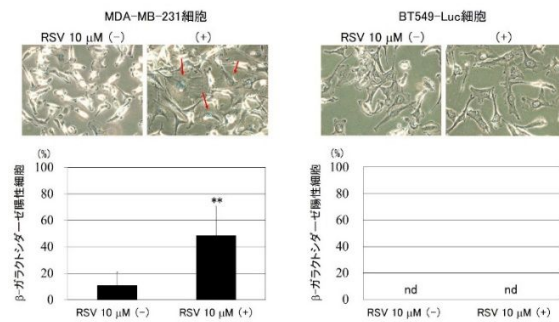 MDA-MB-231細胞
RSV 10 μM (-)
(+)
BT549-Luc細胞
RSV 10 μM (-)
(+)
(%)
β-ガラクトシダーゼ陽性細胞
100
80
60
40
20
0
**
RSV 10 μM (-)
RSV 10 μM (+)
(%)
β-ガラクトシダーゼ陽性細胞
100
80
60
40
20
0
nd
nd
RSV 10 μM (-)
RSV 10 μM (+)